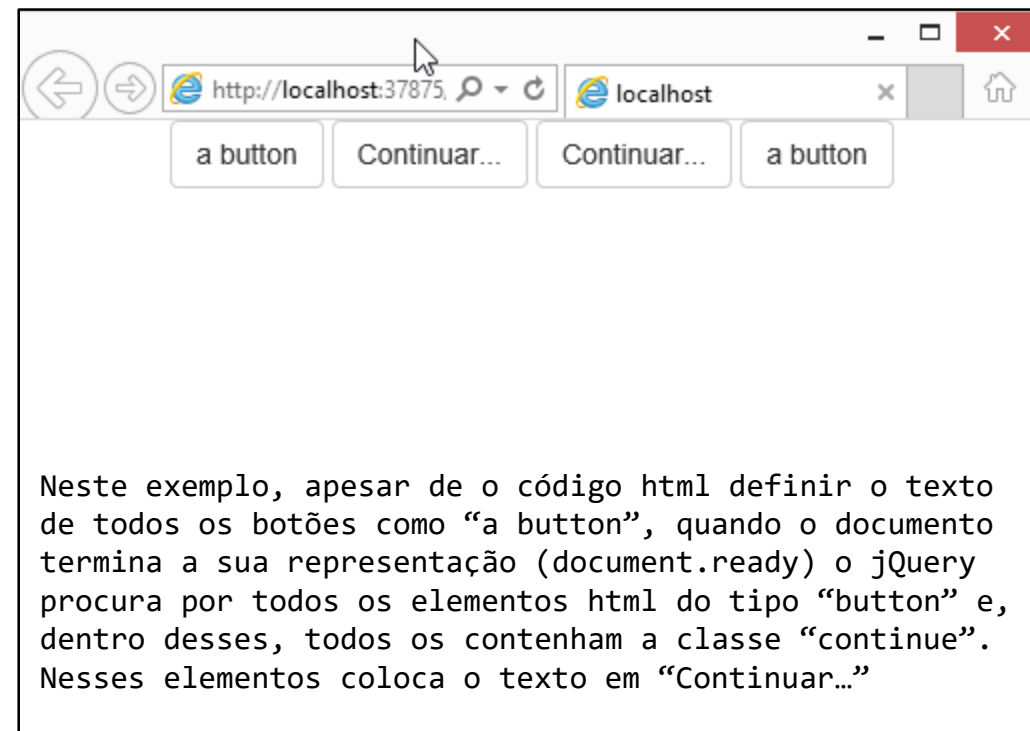 http://localhost:37875,
localhost
a button Continuar... Continuar... a button
Neste exemplo, apesar de o código html definir o texto
de todos os botões como “a button”, quando o documento
termina a sua representação (document.ready) o jQuery
procura por todos os elementos html do tipo “button” e,
dentro desses, todos os contenham a classe “continue”.
Nesses elementos coloca o texto em “Continuar…”